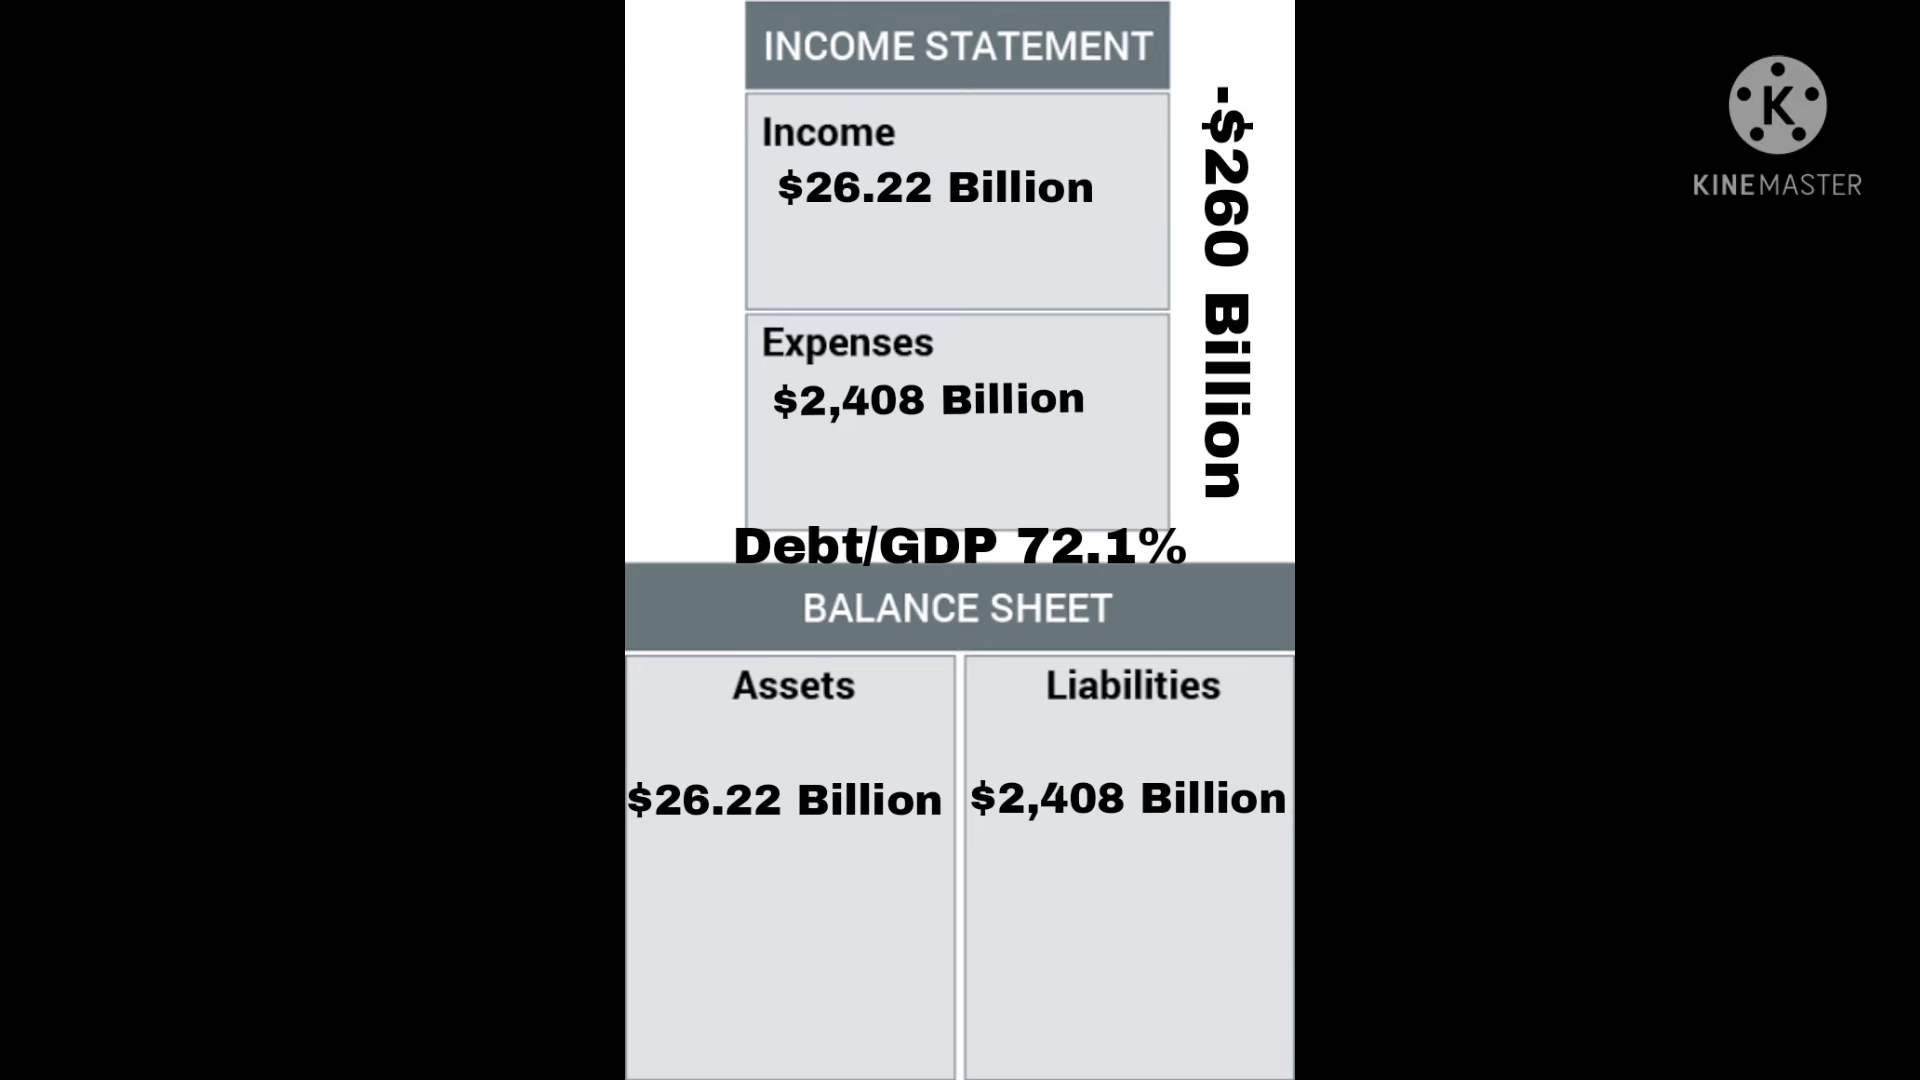 INCOME STATEMENT
Income
$26.22 Billion
Expenses
$2,408 Billion
-$260 Billion
Debt/GDP 72.1%
BALANCE SHEET
Assets
$26.22 Billion
Liabilities
$2,408 Billion
K
KINEMASTER